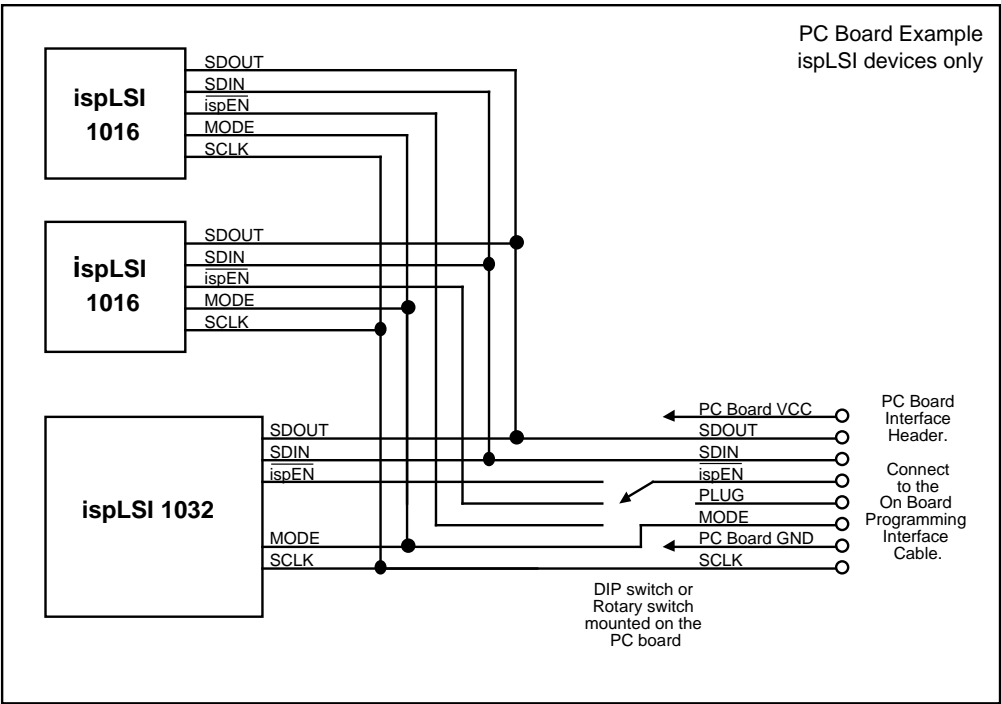 PC Board Example
ispLSI devices only
ispLSI
1016
SDOUT
SDIN
ispEN
MODE
SCLK
ispLSI
1016
SDOUT
SDIN
ispEN
MODE
SCLK
ispLSI 1032
SDOUT
SDIN
ispEN
MODE
SCLK
PC Board VCC
SDOUT
SDIN
ispEN
PLUG
MODE
PC Board GND
SCLK
PC Board
Interface
Header.
Connect
to the
On Board
Programming
Interface
Cable.
DIP switch or
Rotary switch
mounted on the
PC board